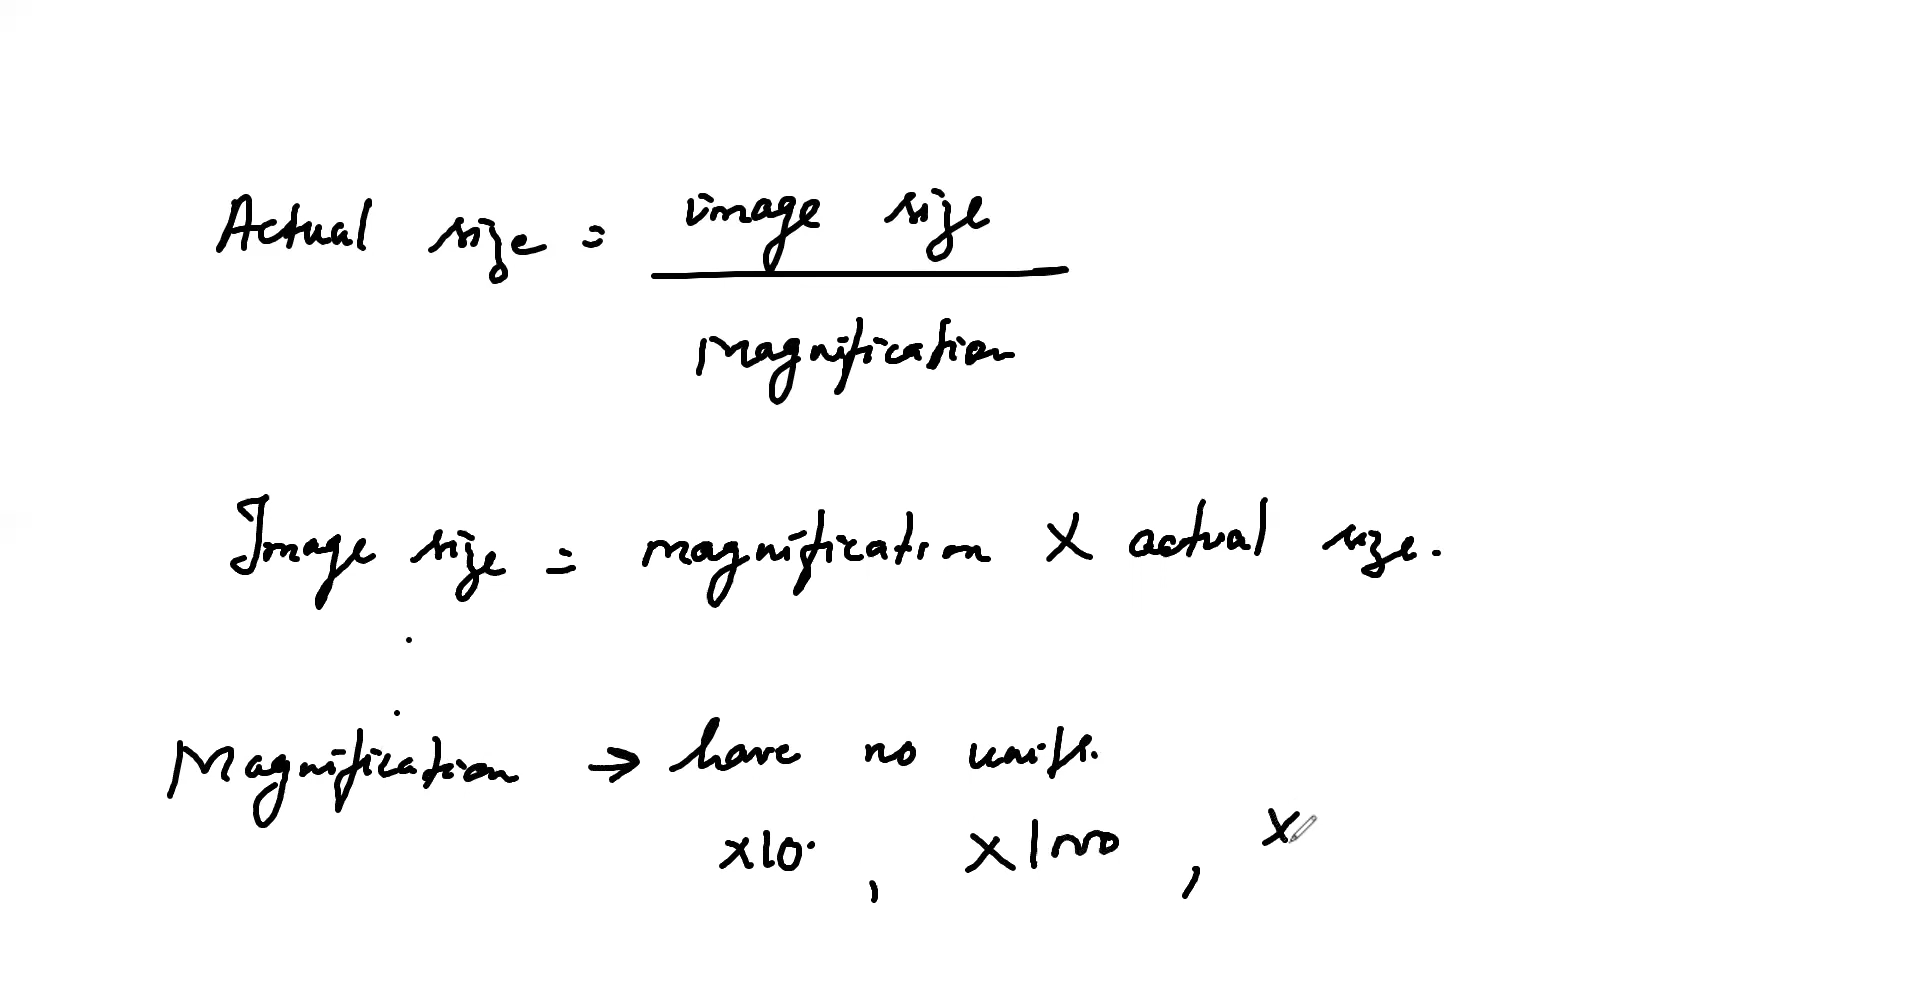 Actual size = image size
Magnification
Image size = magnification X actual size.
Magnification → have no units.
x10 , X100 , X